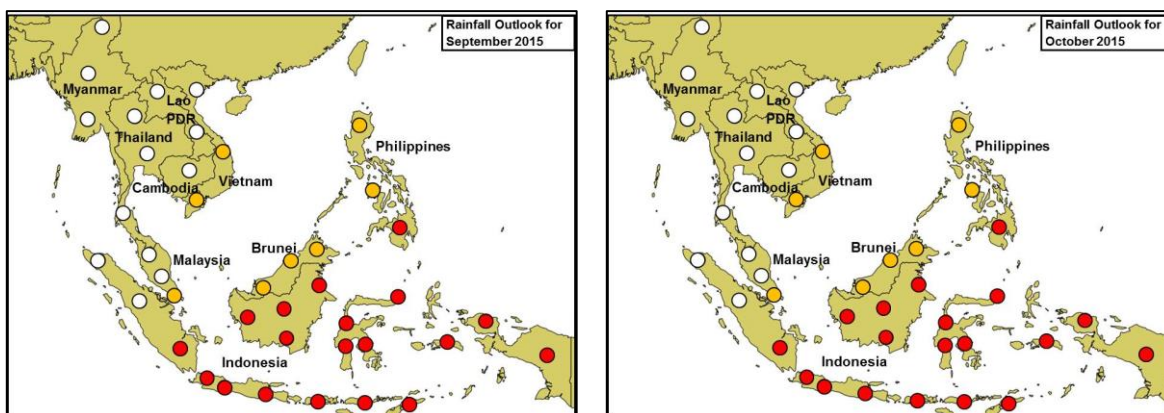 Rainfall Outlook for
September 2015
Myanmar
Lao
PDR
Thailand
Philippines
Cambodia
Vietnam
Brunei
Malaysia
Indonesia
Rainfall Outlook for
October 2015
Myanmar
Lao
PDR
Thailand
Philippines
Cambodia
Vietnam
Brunei
Malaysia
Indonesia